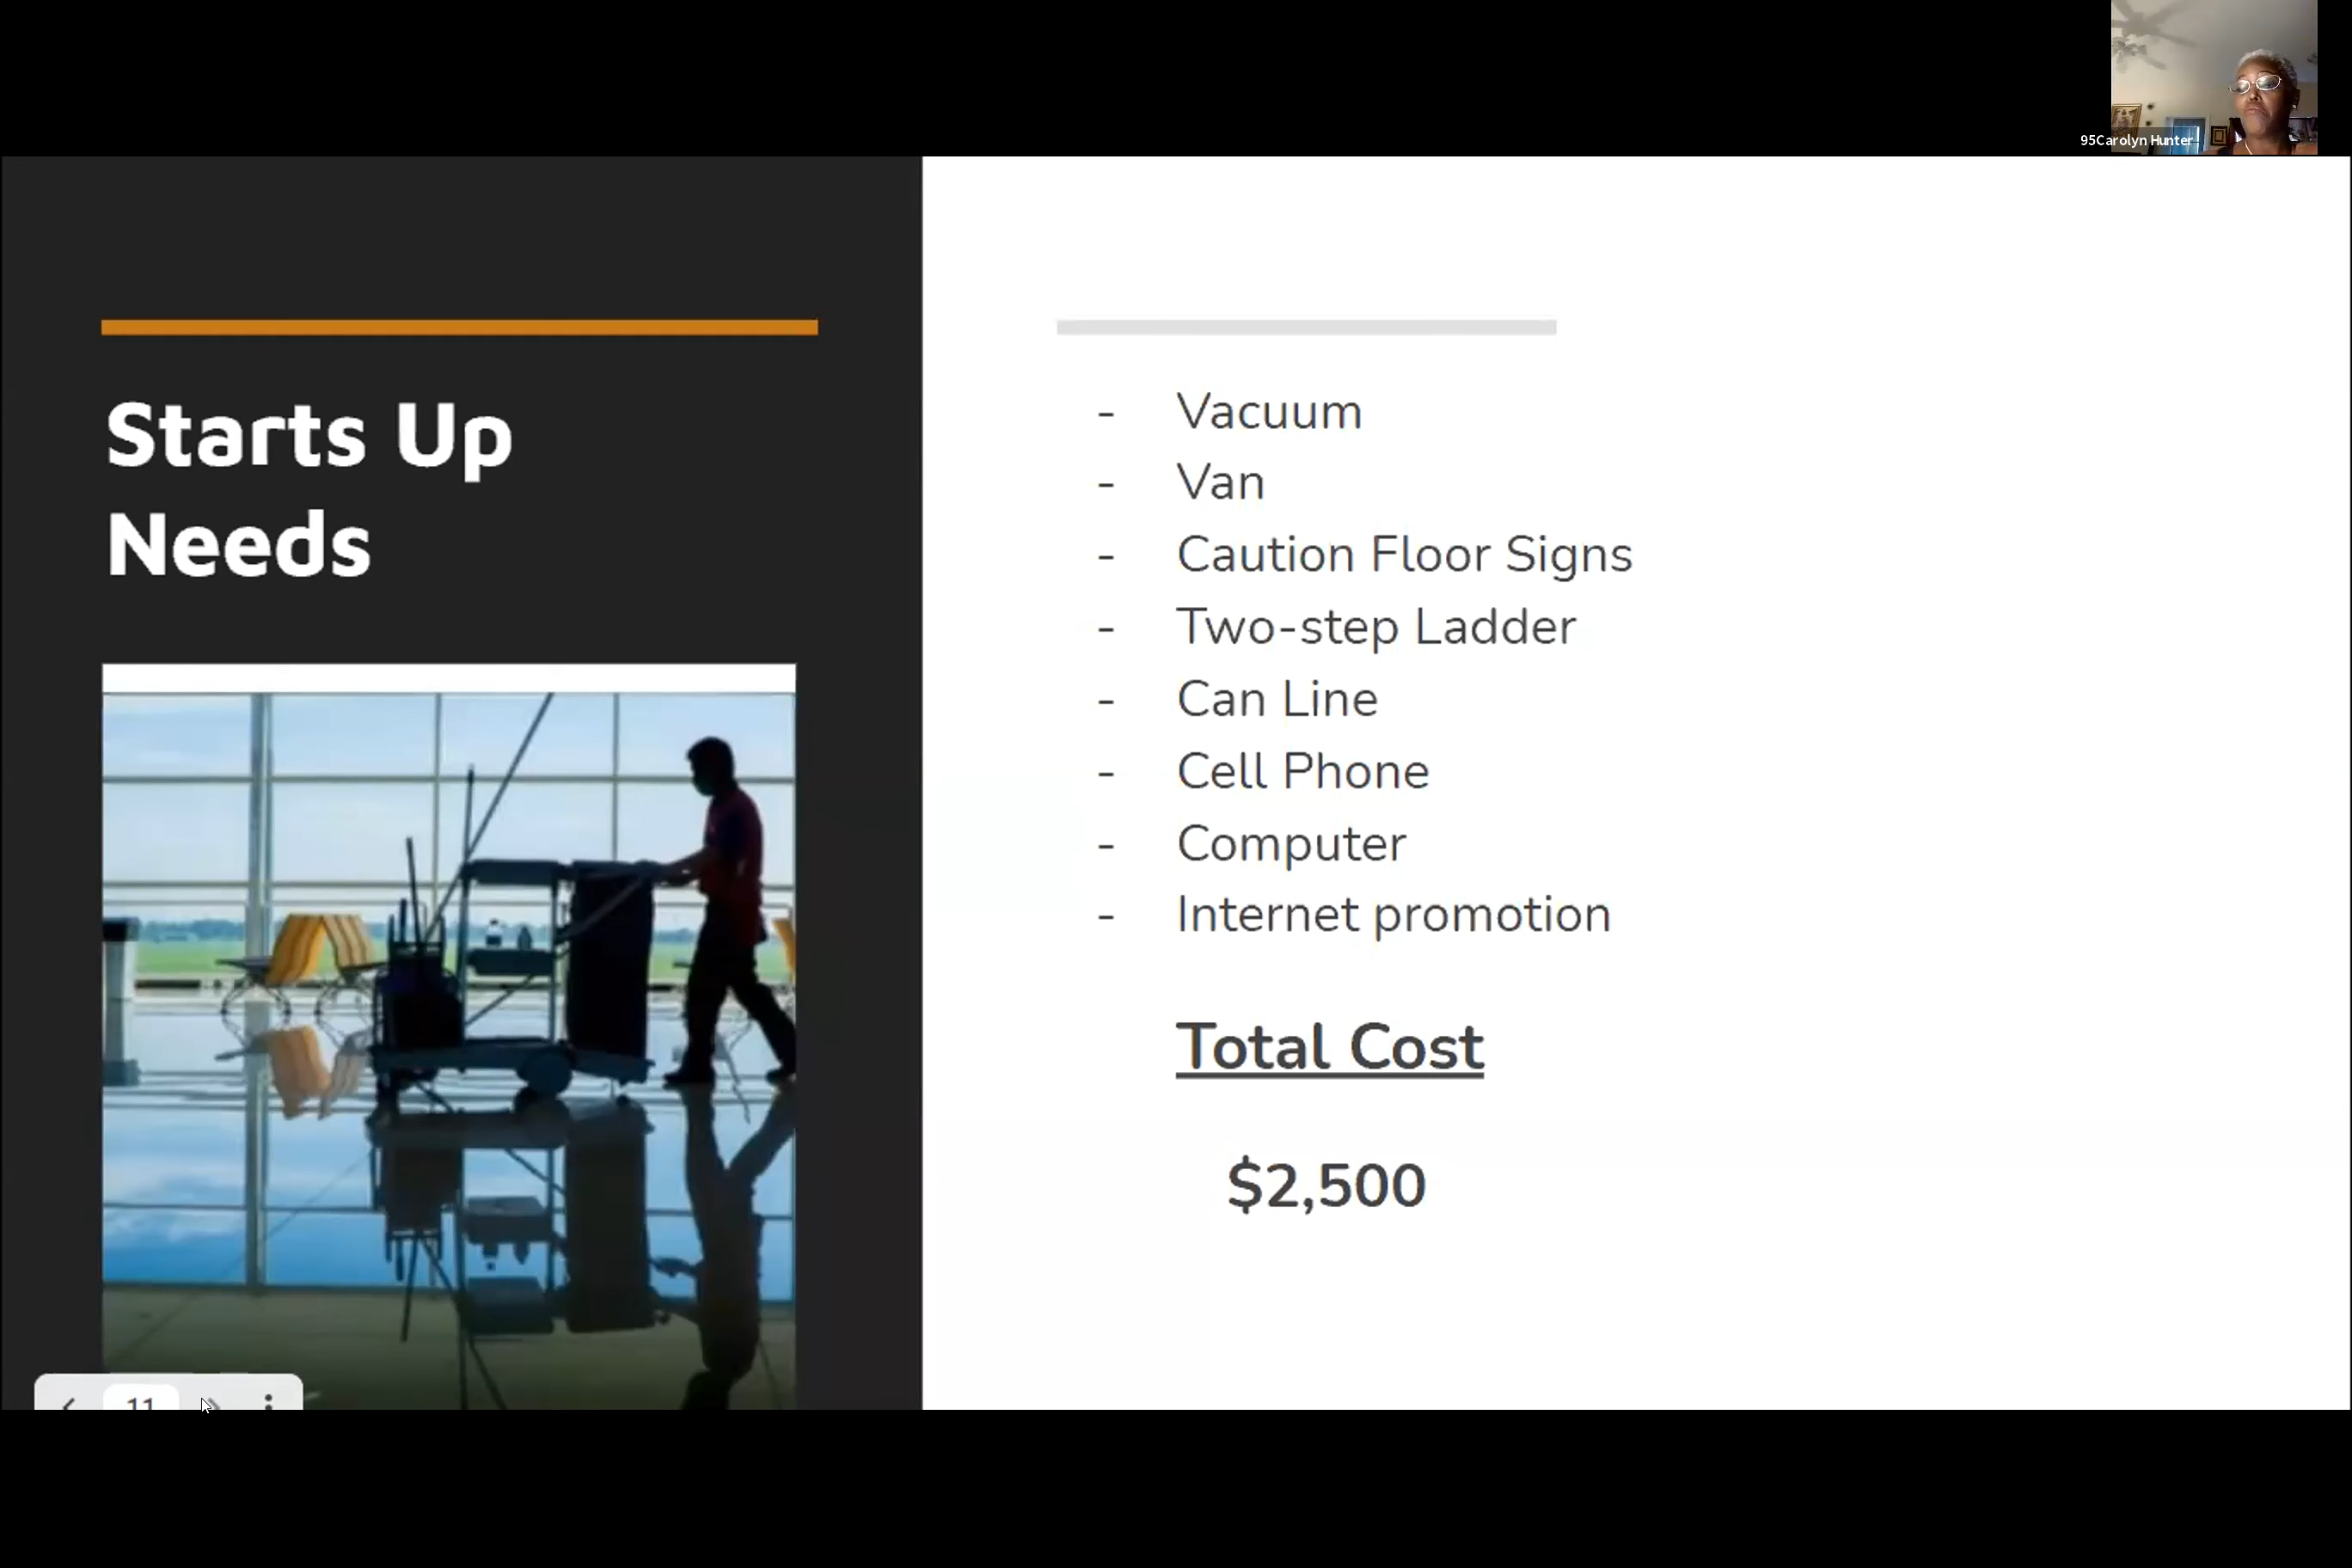 95Carolyn Hunter
Starts Up
Needs
- Vacuum
- Van
- Caution Floor Signs
- Two-step Ladder
- Can Line
- Cell Phone
- Computer
- Internet promotion
Total Cost
$2,500
11